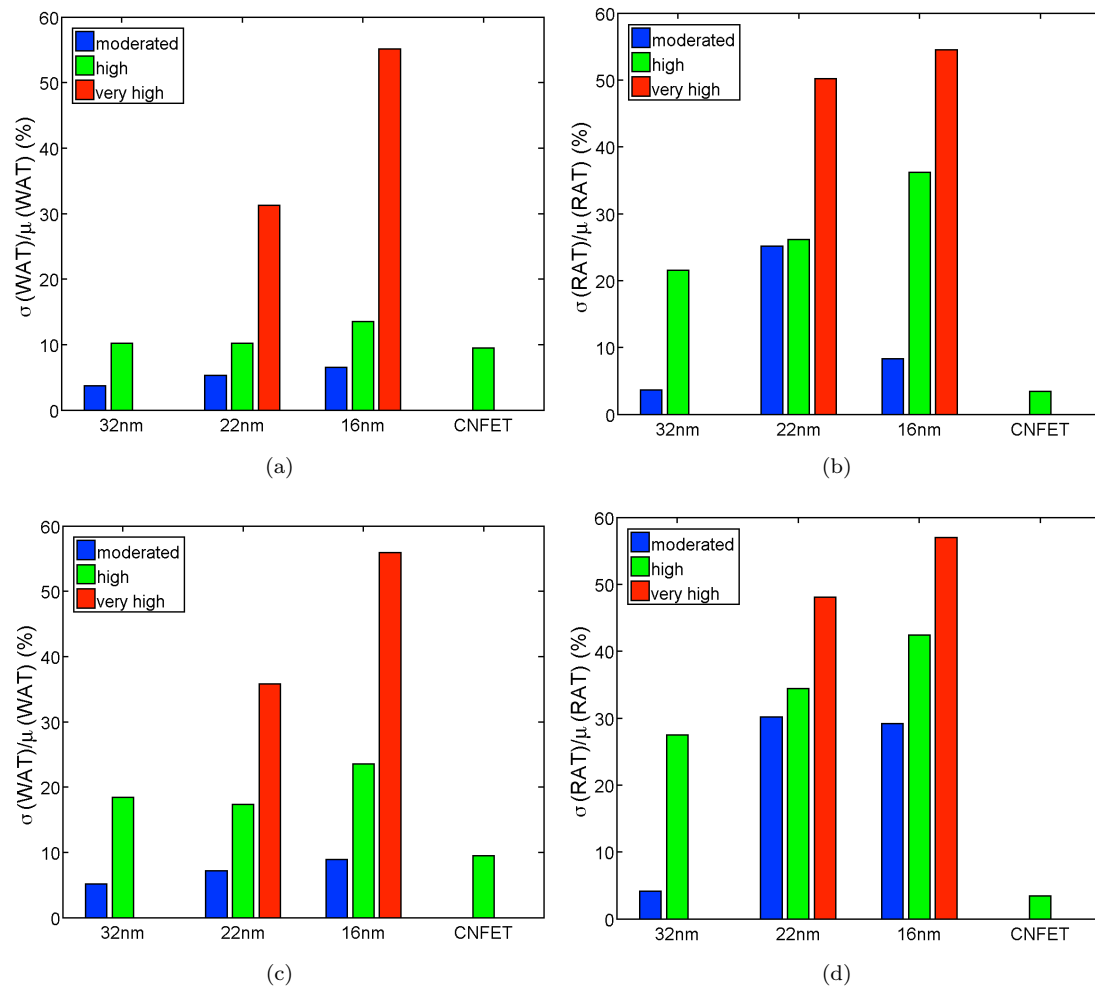 60
50
40
30
20
10
0
σ (WAT)/μ (WAT) (%)
moderated
high
very high
32nm 22nm 16nm CNFET
(a)
60
50
40
30
20
10
0
σ (RAT)/μ (RAT) (%)
moderated
high
very high
32nm 22nm 16nm CNFET
(b)
60
50
40
30
20
10
0
σ (WAT)/μ (WAT) (%)
moderated
high
very high
32nm 22nm 16nm CNFET
(c)
60
50
40
30
20
10
0
σ (RAT)/μ (RAT) (%)
moderated
high
very high
32nm 22nm 16nm CNFET
(d)